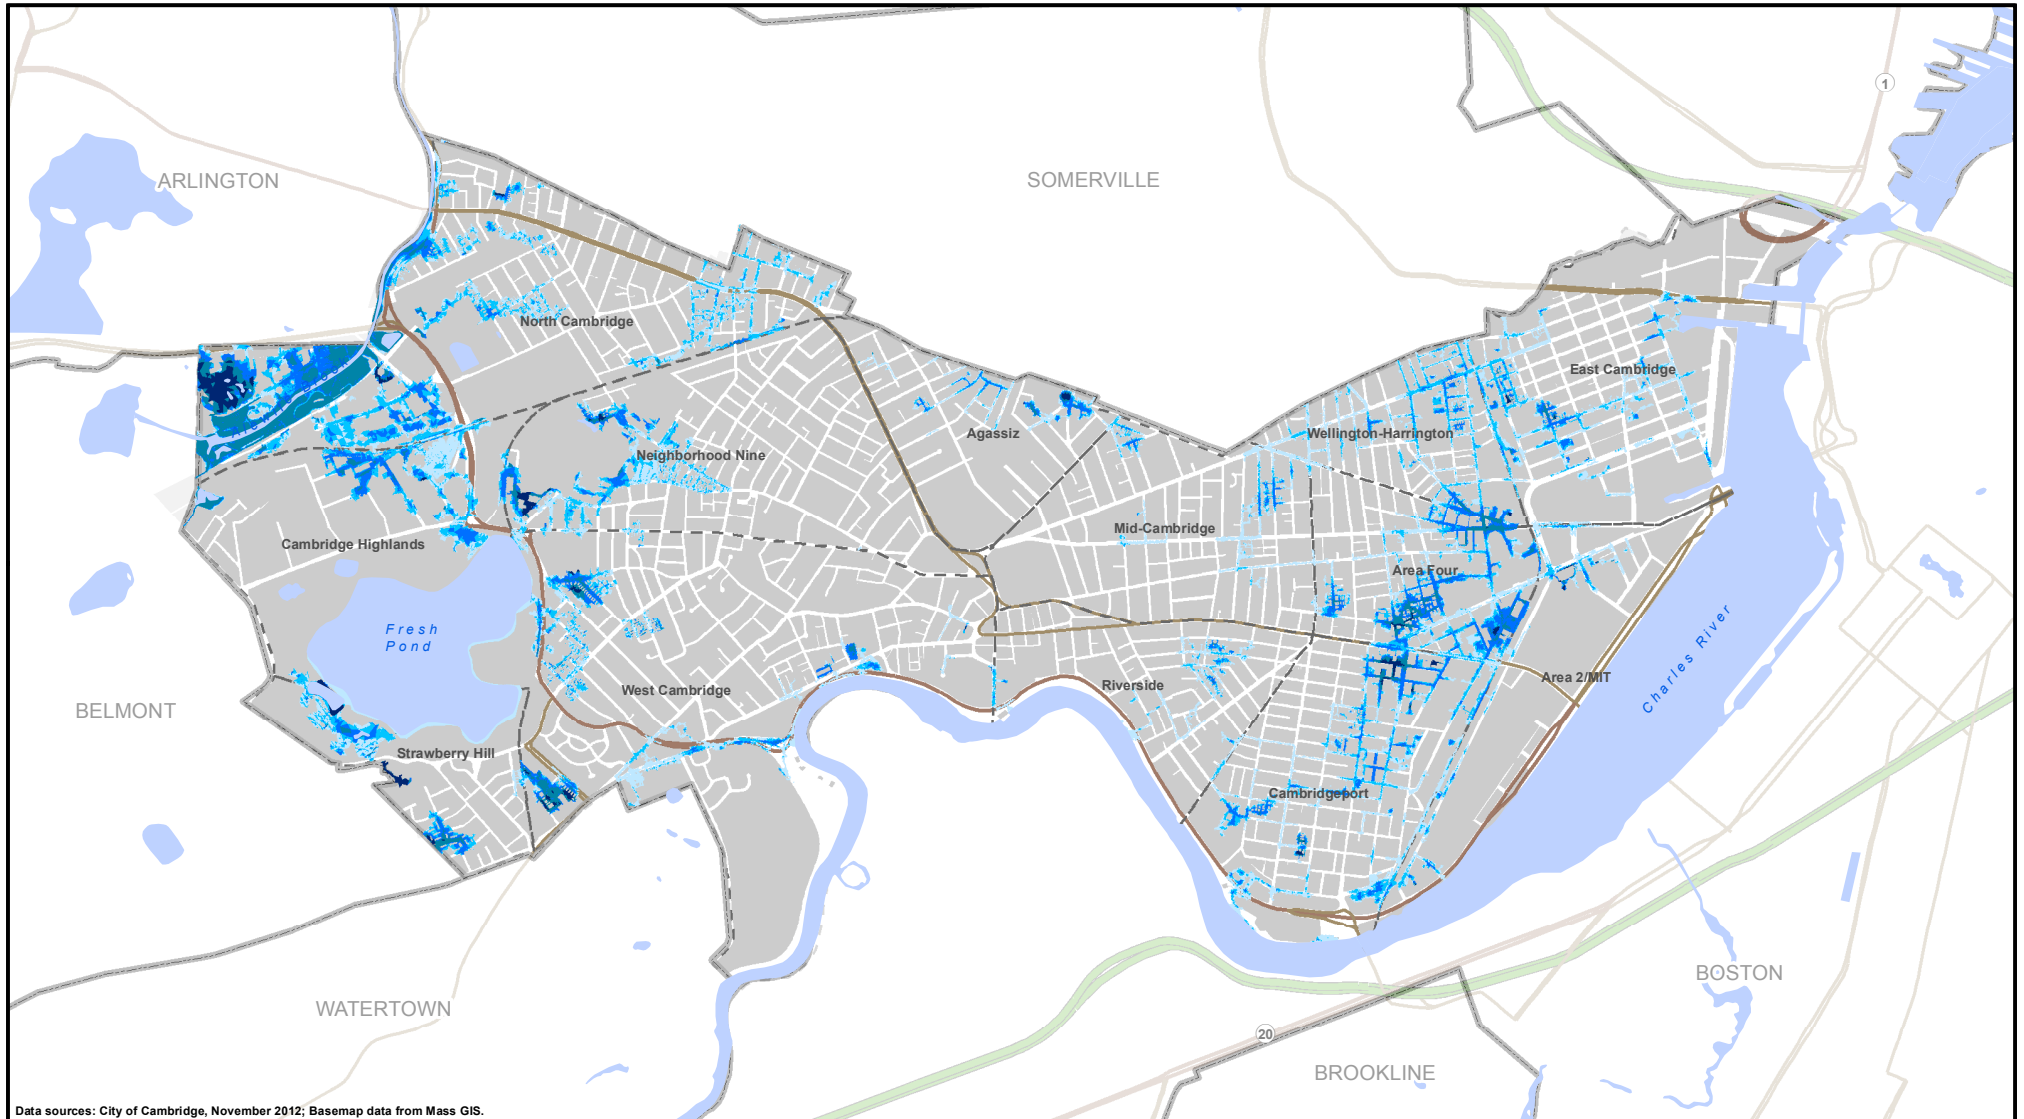 1
ARLINGTON
SOMERVILLE
North Cambridge
East Cambridge
Agassiz
Wellington-Harrington
Neighborhood Nine
Mid-Cambridge
Cambridge Highlands
Area Four
Fresh
Pond
Charles River
Area 2/MIT
Riverside
West Cambridge
BELMONT
Strawberry Hill
Cambridgeport
BOSTON
WATERTOWN
20
BROOKLINE
Data sources: City of Cambridge, November 2012; Basemap data from Mass GIS.